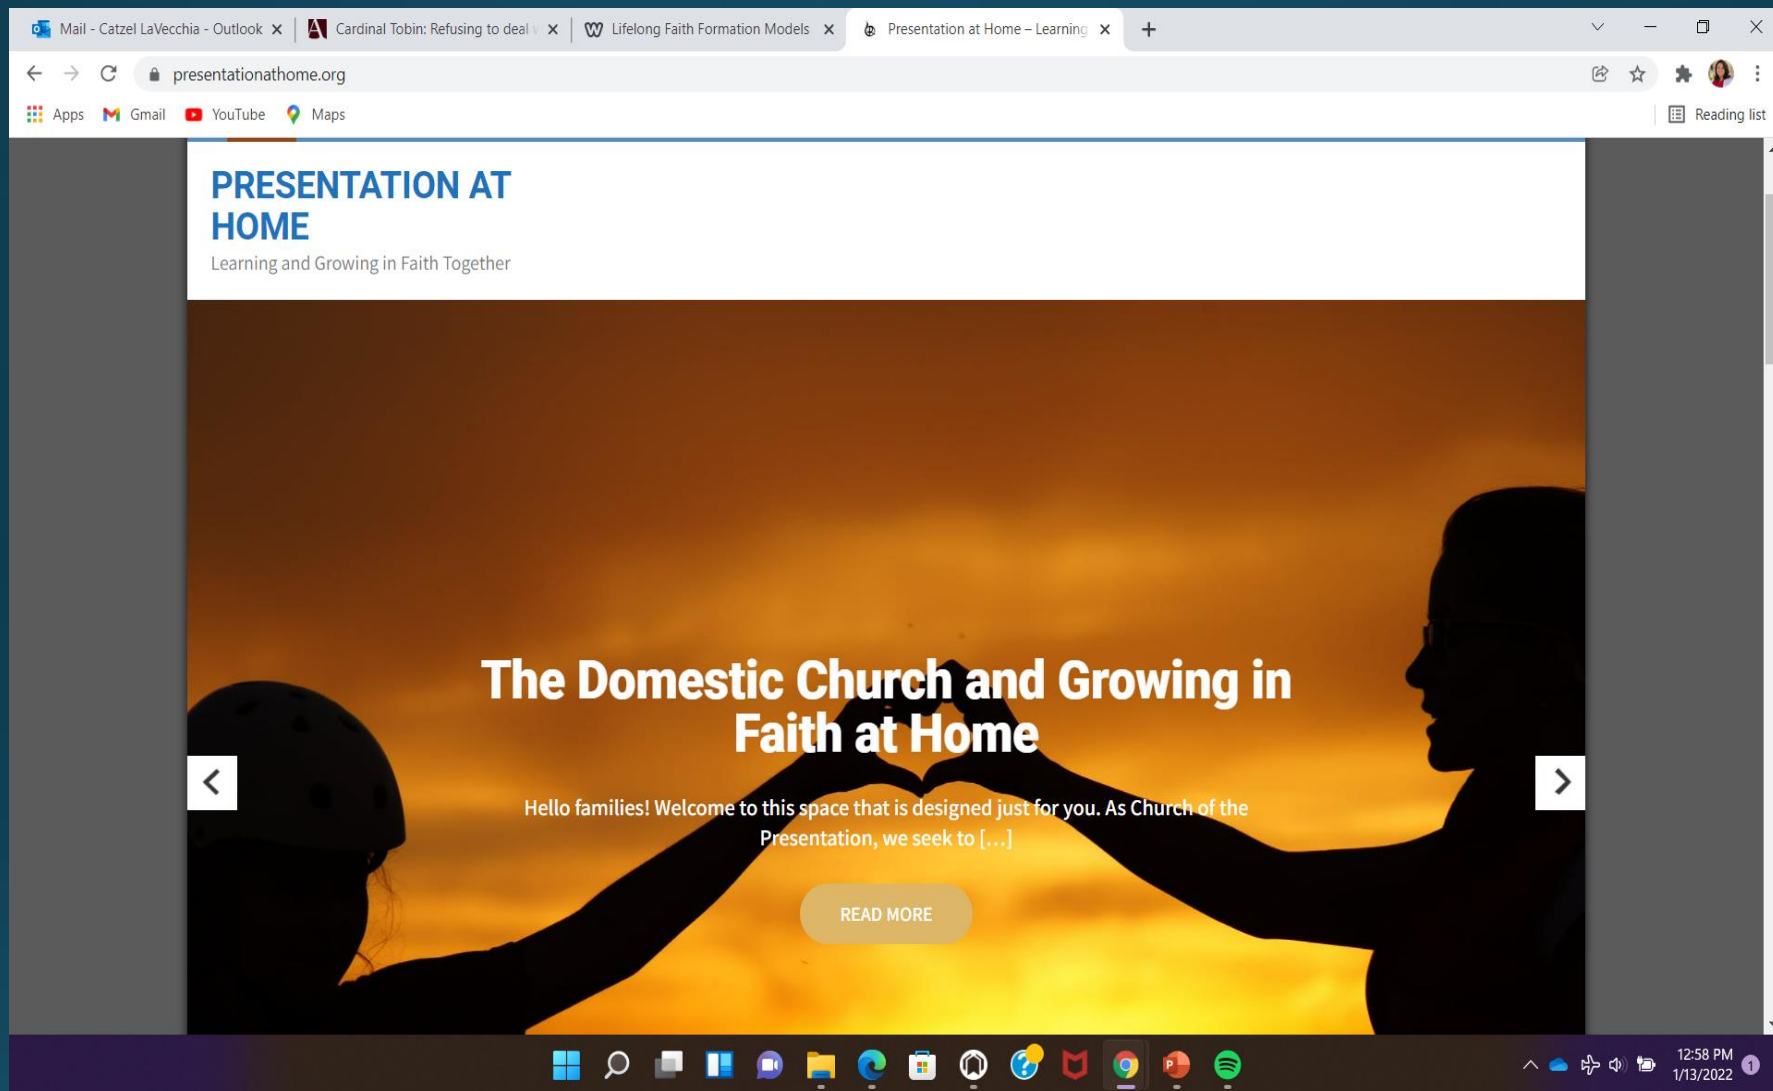 Mail - Catzel LaVecchia - Outlook
Cardinal Tobin: Refusing to deal
Lifelong Faith Formation Models
Presentation at Home – Learning
presentationathome.org
Apps
Gmail
YouTube
Maps
Reading list
PRESENTATION AT
HOME
Learning and Growing in Faith Together
The Domestic Church and Growing in
Faith at Home
Hello families! Welcome to this space that is designed just for you. As Church of the
Presentation, we seek to […]
READ MORE
12:58 PM
1/13/2022
1